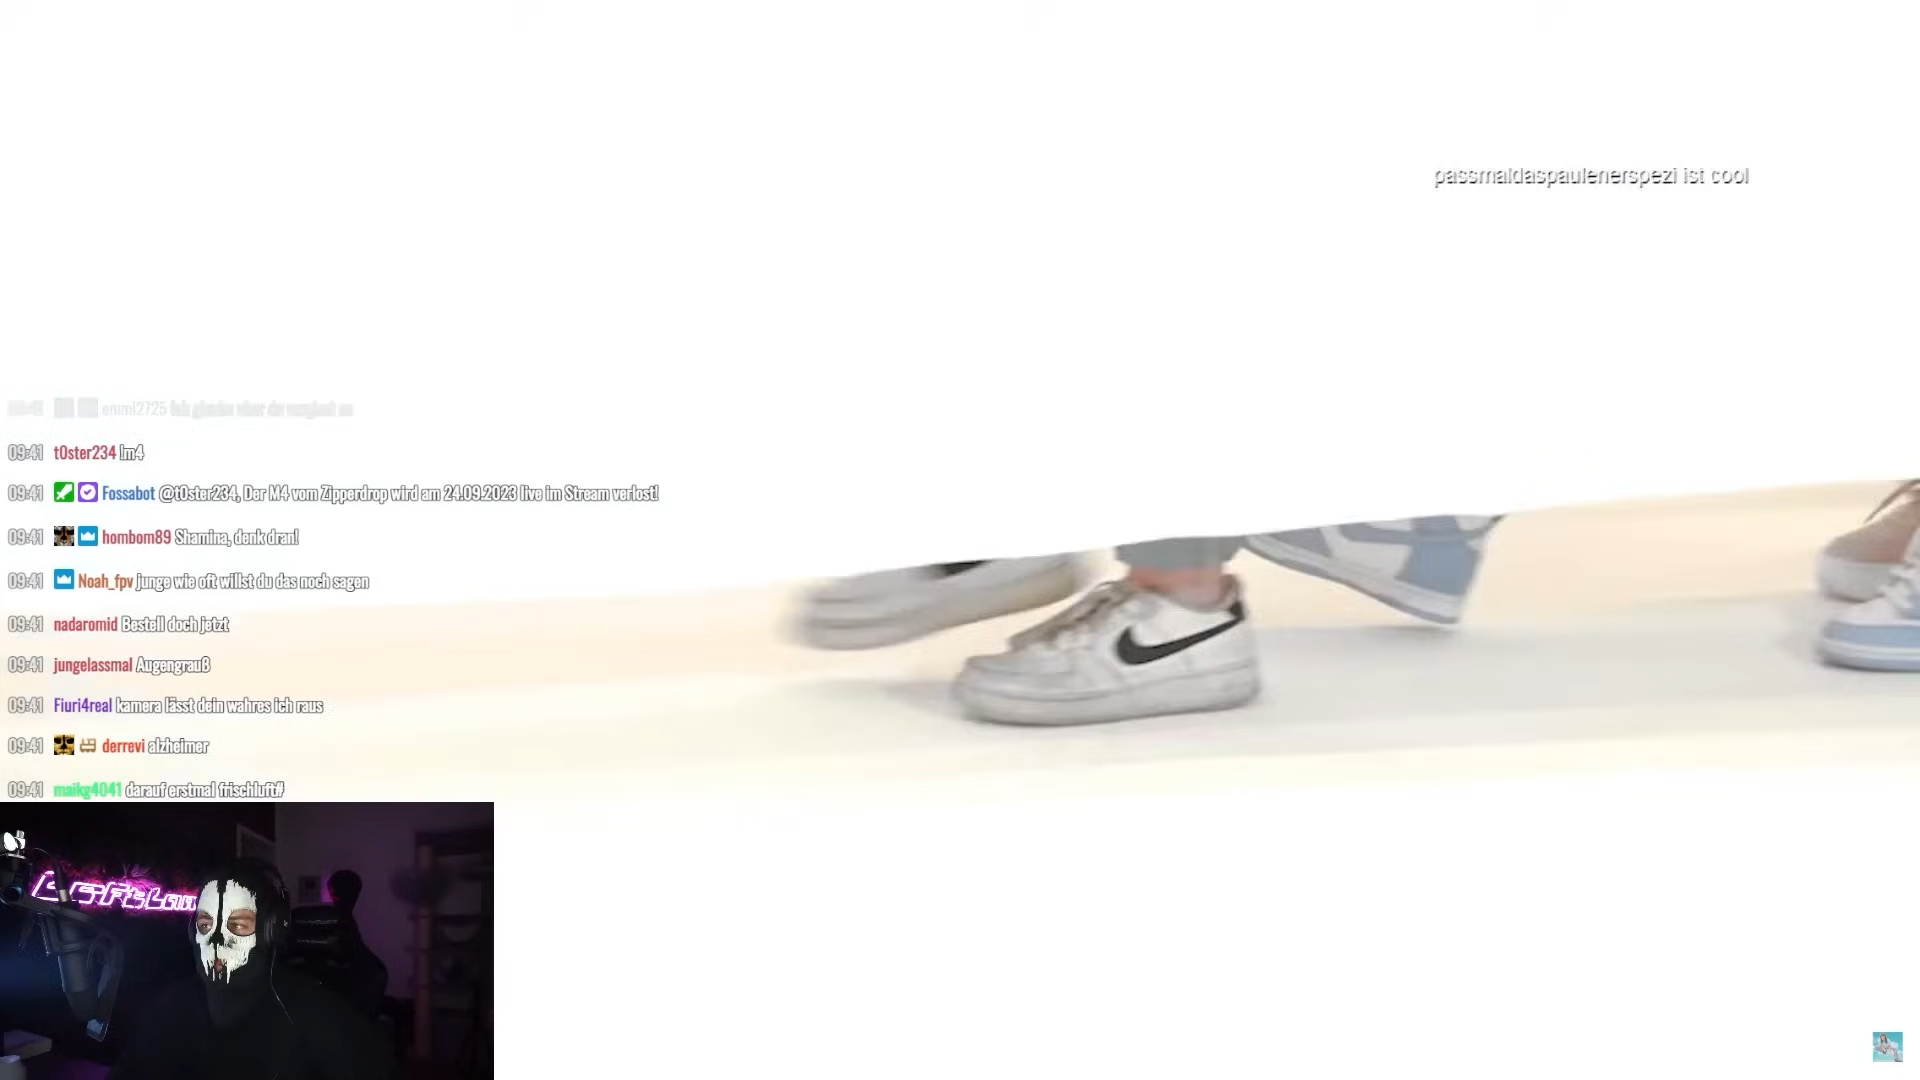 passmaldaspaulenerspezi ist cool
emmi2725
09:41 t0ster234 !m4
09:41 Fossabot @t0ster234, Der M4 vom Zipperdrop wird am 24.09.2023 live im Stream verlost!
09:41 hombom89 Shamina, denk dran!
09:41 Noah_fpv junge wie oft willst du das noch sagen
09:41 nadaromid Bestell doch jetzt
09:41 jungelassmal Augengrauß
09:41 Fiuri4real kamera lässt dein wahres ich raus
09:41 derrevi alzheimer
09:41 maikg4041 darauf erstmal frischluft#